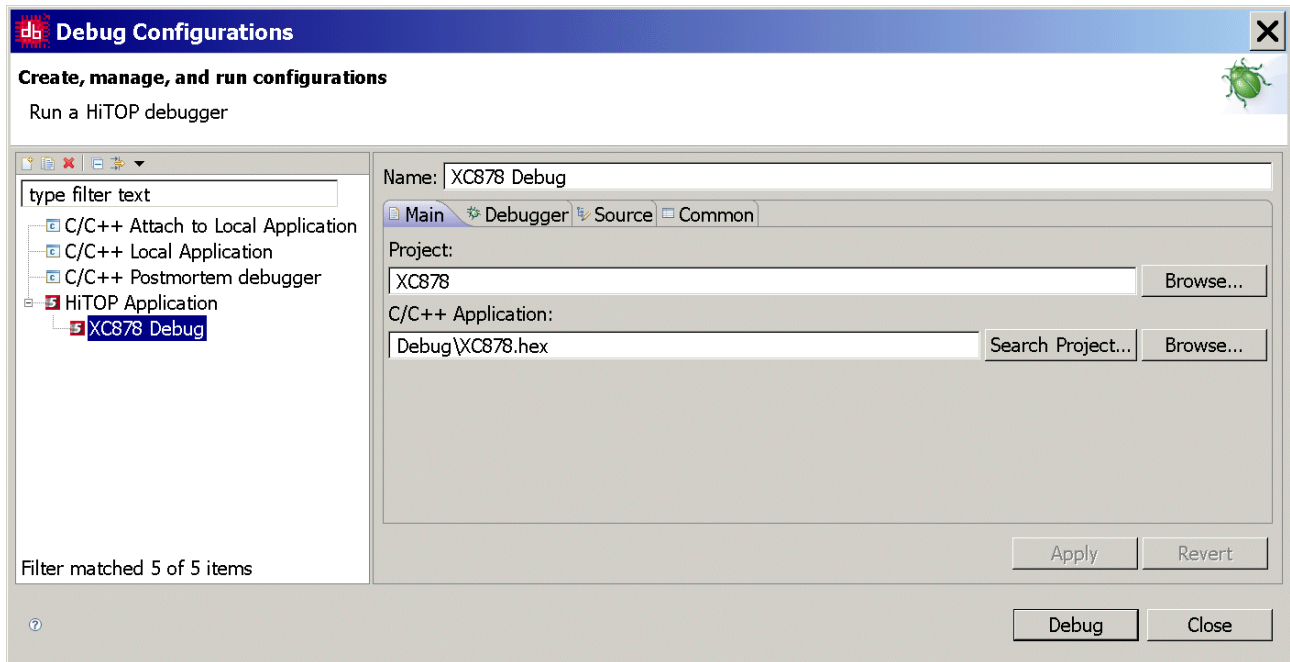 db Debug Configurations
Create, manage, and run configurations
Run a HiTOP debugger
type filter text
C/C++ Attach to Local Application
C/C++ Local Application
C/C++ Postmortem debugger
HiTOP Application
XC878 Debug
Filter matched 5 of 5 items
Name: XC878 Debug
Main Debugger Source Common
Project:
XC878 Browse...
C/C++ Application:
Debug\XC878.hex Search Project... Browse...
Apply Revert
Debug Close